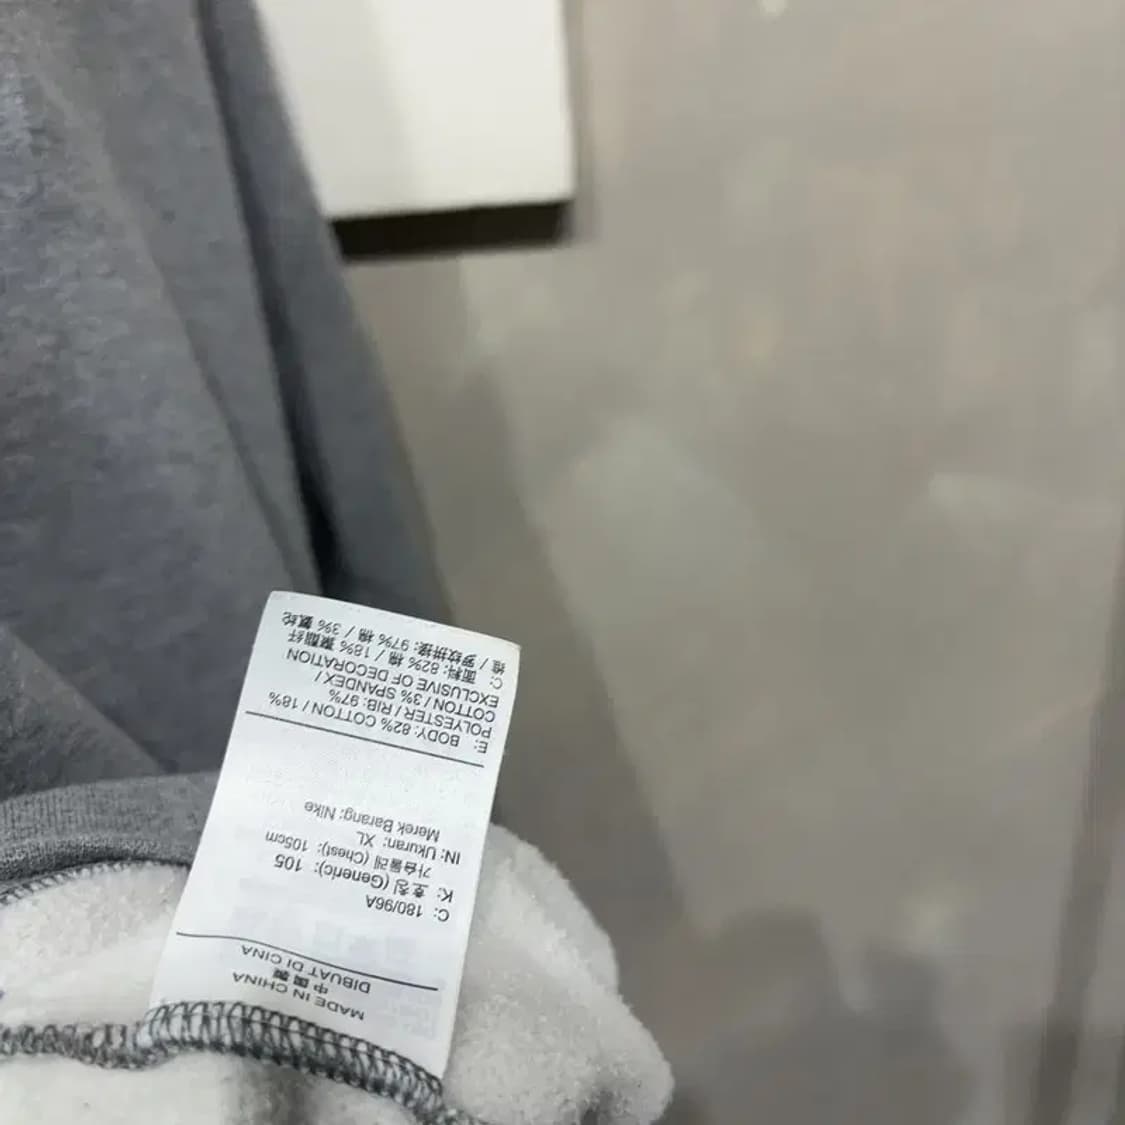 MADE IN CHINA
中國製
DIBUAT DI CINA
C: 180/96A
K: 호칭 (Generic): 105
가슴둘레 (Chest): 105cm
IN: Ukuran: XL
Merek Barang: Nike
E: BODY: 82% COTTON / 18%
POLYESTER / RIB: 97%
COTTON / 3% SPANDEX /
EXCLUSIVE OF DECORATION
C: 面料: 82% 棉 / 18% 聚酯纤
维 / 罗纹拼接: 97% 棉 / 3% 氨纶